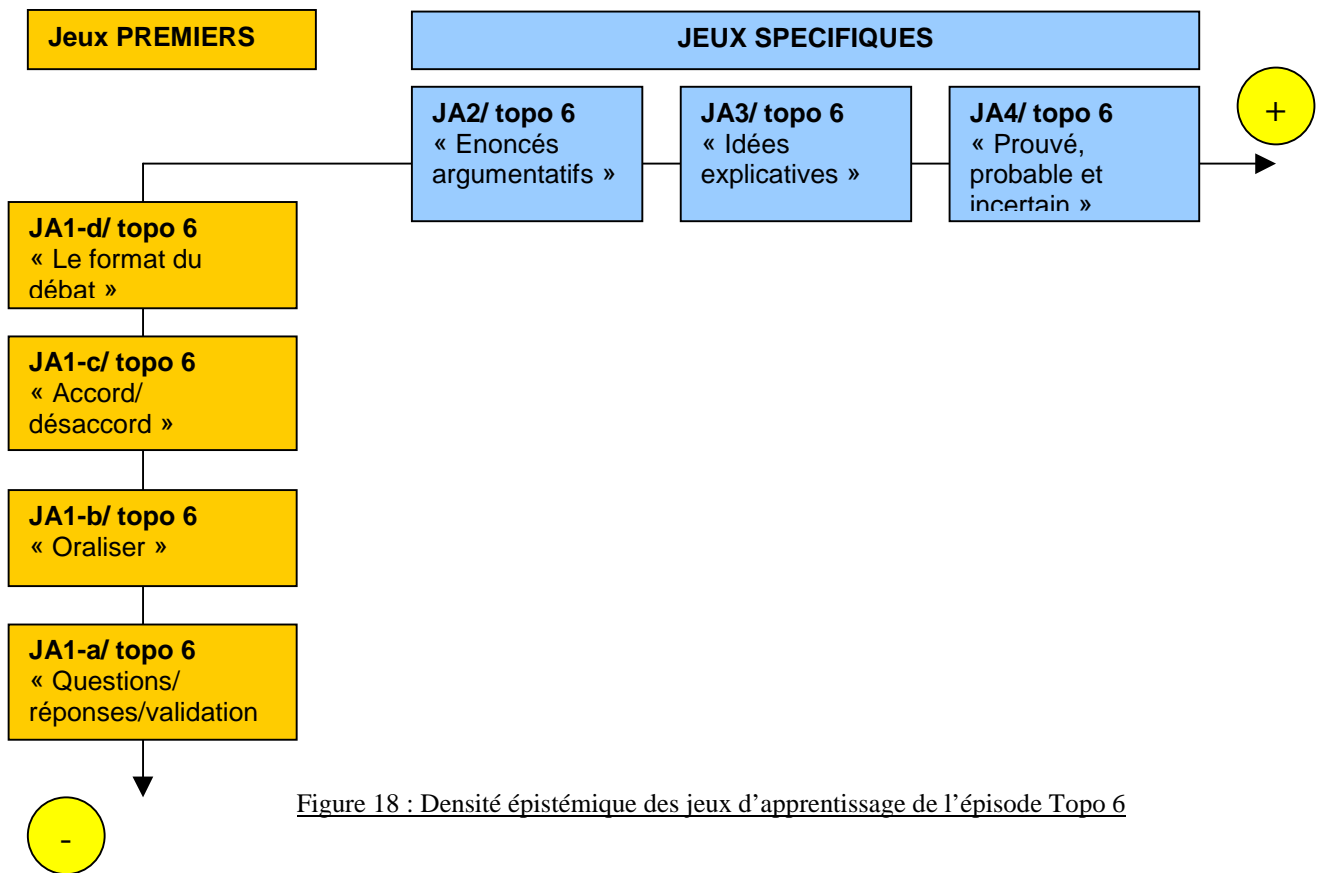 Jeux PREMIERS
JEUX SPECIFIQUES
JA2/ topo 6
« Enoncés
argumentatifs »
JA3/ topo 6
« Idées
explicatives »
JA4/ topo 6
« Prouvé,
probable et
incertain »
+
JA1-d/ topo 6
« Le format du
débat »
JA1-c/ topo 6
« Accord/
désaccord »
JA1-b/ topo 6
« Oraliser »
JA1-a/ topo 6
« Questions/
réponses/validation
-
Figure 18 : Densité épistémique des jeux d’apprentissage de l’épisode Topo 6